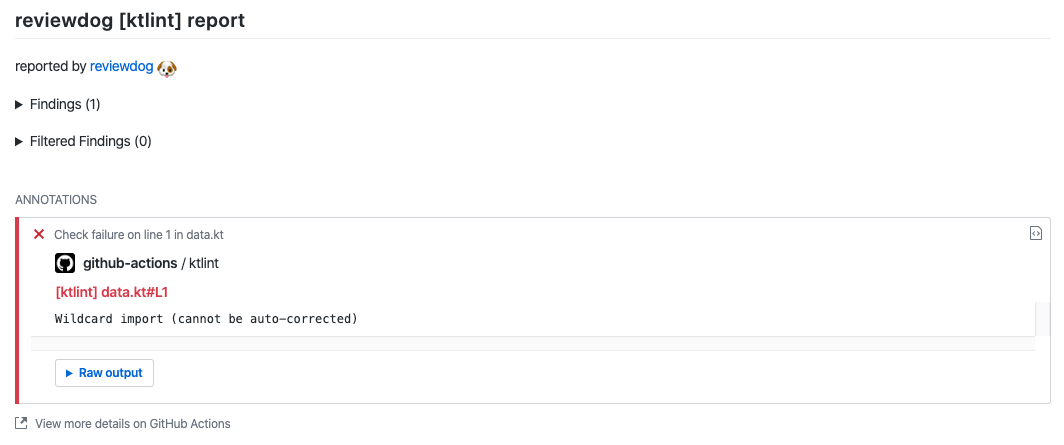 reviewdog [ktlint] report
reported by reviewdog
Findings (1)
Filtered Findings (0)
ANNOTATIONS
Check failure on line 1 in data.kt
github-actions / ktlint
[ktlint] data.kt#L1
Wildcard import (cannot be auto-corrected)
Raw output
View more details on GitHub Actions